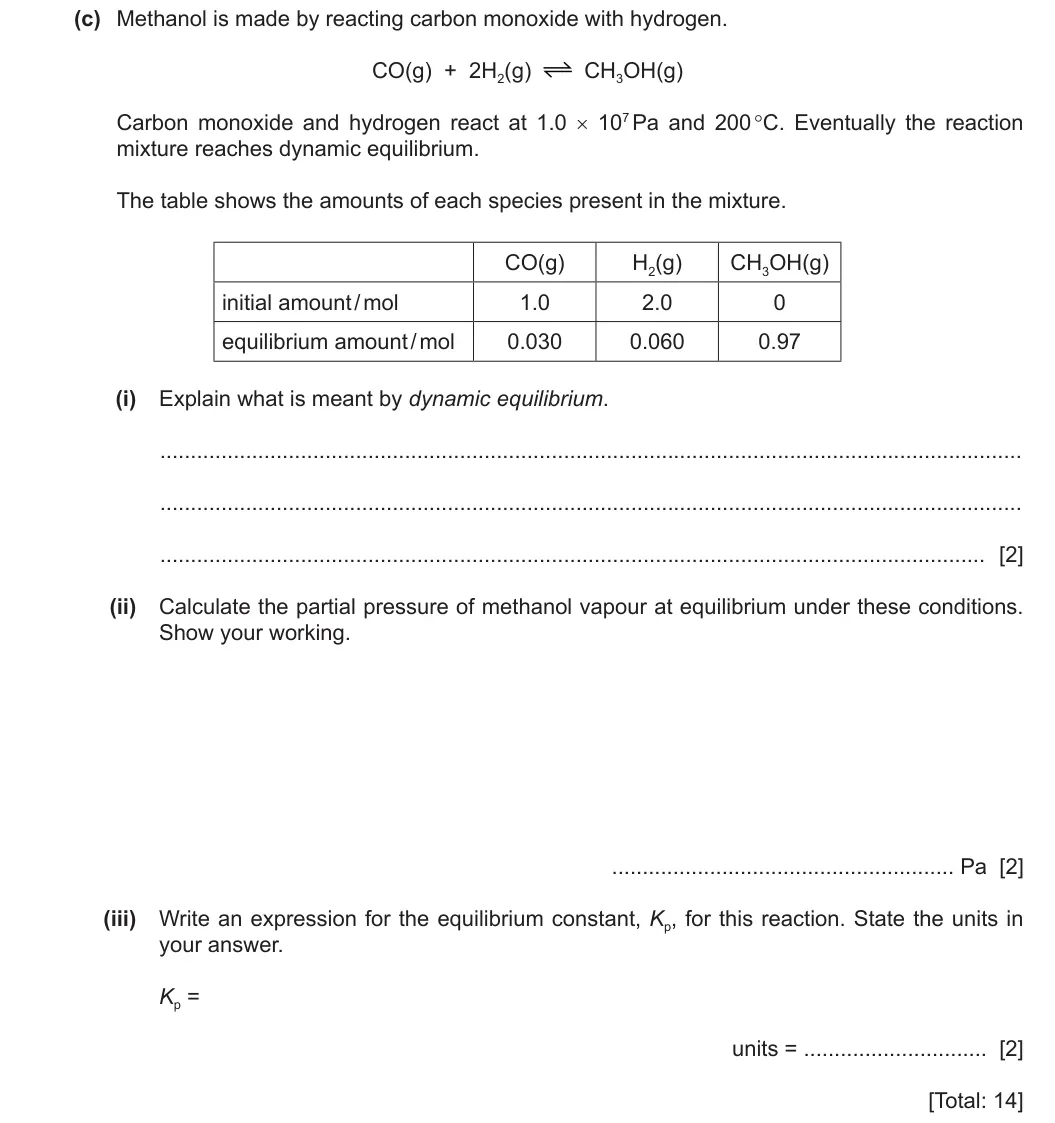 (c) Methanol is made by reacting carbon monoxide with hydrogen.
CO(g) + 2H₂(g) ⇌ CH₃OH(g)
Carbon monoxide and hydrogen react at 1.0 × 10⁷ Pa and 200 °C. Eventually the reaction
mixture reaches dynamic equilibrium.
The table shows the amounts of each species present in the mixture.
CO(g) H₂(g) CH₃OH(g)
initial amount / mol 1.0 2.0 0
equilibrium amount / mol 0.030 0.060 0.97
(i) Explain what is meant by dynamic equilibrium.
[2]
(ii) Calculate the partial pressure of methanol vapour at equilibrium under these conditions.
Show your working.
Pa [2]
(iii) Write an expression for the equilibrium constant, Kₚ, for this reaction. State the units in
your answer.
Kₚ =
units = [2]
[Total: 14]